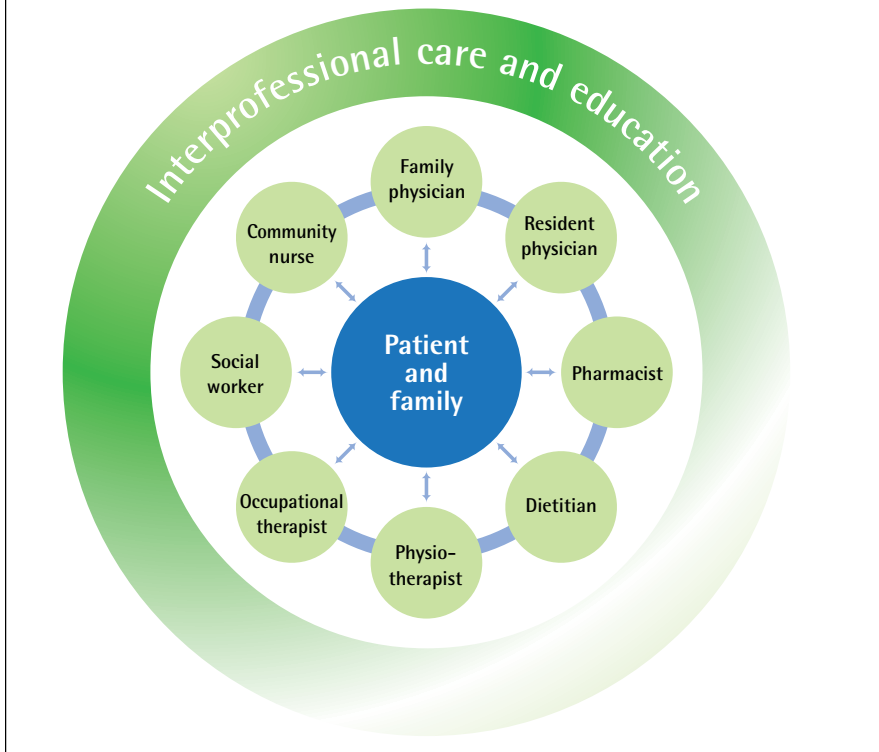 Interprofessional care and education
Family
physician
Resident
physician
Pharmacist
Dietitian
Physio-
therapist
Occupational
therapist
Social
worker
Community
nurse
Patient
and
family